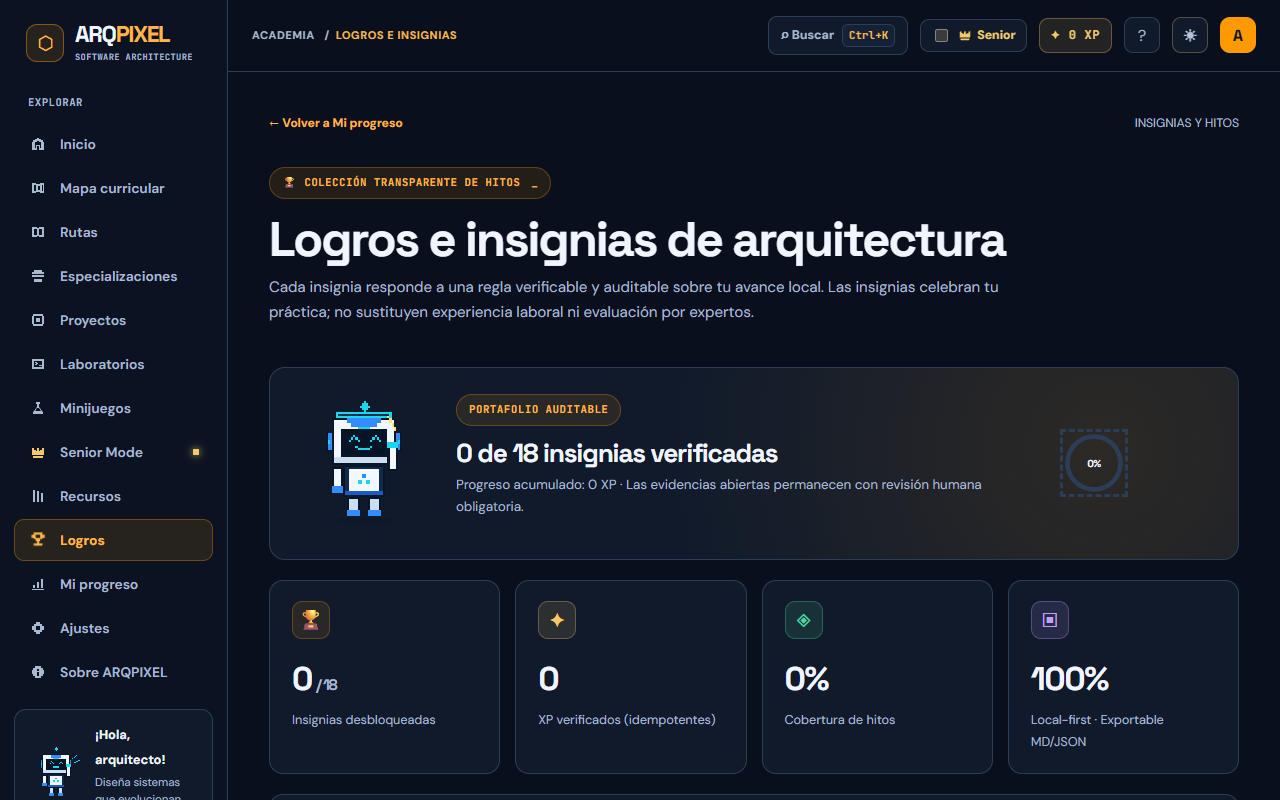 ARQPIXEL
SOFTWARE ARCHITECTURE
EXPLORAR
Inicio
Mapa curricular
Rutas
Especializaciones
Proyectos
Laboratorios
Minijuegos
Senior Mode
Recursos
Logros
Mi progreso
Ajustes
Sobre ARQPIXEL
¡Hola,
arquitecto!
Diseña sistemas
que evolucionan
ACADEMIA / LOGROS E INSIGNIAS
Buscar Ctrl+K
Senior
0 XP
?
A
← Volver a Mi progreso
INSIGNIAS Y HITOS
COLECCIÓN TRANSPARENTE DE HITOS _
Logros e insignias de arquitectura
Cada insignia responde a una regla verificable y auditable sobre tu avance local. Las insignias celebran tu
práctica; no sustituyen experiencia laboral ni evaluación por expertos.
PORTAFOLIO AUDITABLE
0 de 18 insignias verificadas
Progreso acumulado: 0 XP · Las evidencias abiertas permanecen con revisión humana
obligatoria.
0%
0 /18
Insignias desbloqueadas
0
XP verificados (idempotentes)
0%
Cobertura de hitos
100%
Local-first · Exportable
MD/JSON